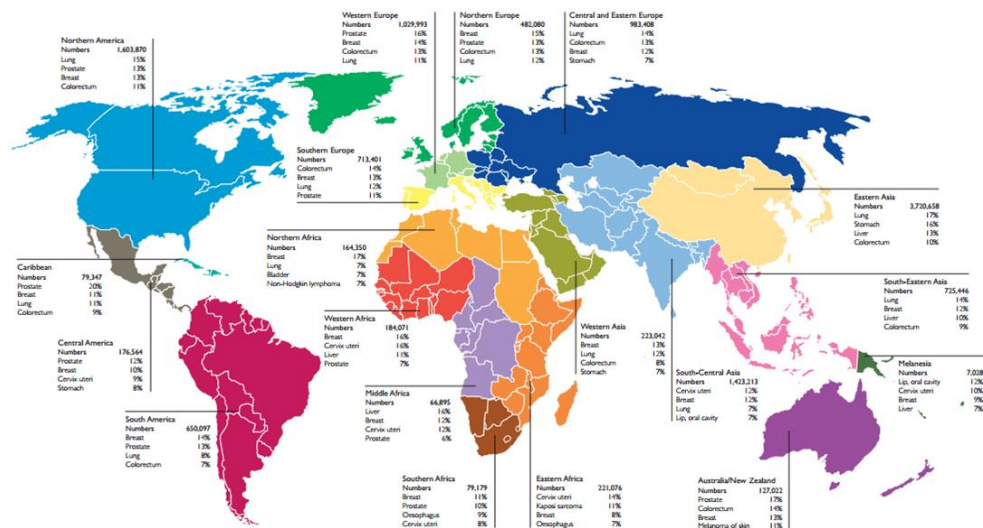 Western Europe
Numbers 1,029,993
Prostate 16%
Breast 14%
Colorectum 13%
Lung 11%
Northern Europe
Numbers 482,080
Breast 15%
Prostate 13%
Colorectum 13%
Lung 12%
Central and Eastern Europe
Numbers 983,408
Lung 14%
Colorectum 13%
Breast 12%
Stomach 7%
Northern America
Numbers 1,603,870
Lung 15%
Prostate 13%
Breast 12%
Colorectum 11%
Southern Europe
Numbers 713,401
Colorectum 14%
Breast 13%
Lung 12%
Prostate 11%
Eastern Asia
Numbers 3,720,658
Lung 17%
Stomach 16%
Liver 13%
Colorectum 10%
Northern Africa
Numbers 164,350
Breast 17%
Lung 7%
Bladder 7%
Non-Hodgkin lymphoma 7%
Caribbean
Numbers 79,347
Prostate 20%
Breast 11%
Lung 11%
Colorectum 9%
South-Eastern Asia
Numbers 725,446
Lung 14%
Breast 12%
Liver 10%
Colorectum 9%
Western Africa
Numbers 184,071
Breast 16%
Cervix uteri 16%
Liver 11%
Prostate 7%
Western Asia
Numbers 223,042
Breast 13%
Lung 12%
Colorectum 8%
Stomach 7%
Central America
Numbers 176,564
Prostate 12%
Breast 10%
Cervix uteri 9%
Stomach 8%
South-Central Asia
Numbers 1,423,213
Cervix uteri 12%
Breast 12%
Lung 7%
Lip, oral cavity 7%
Melanesia
Numbers 7,028
Lip, oral cavity 12%
Cervix uteri 10%
Breast 9%
Liver 7%
Middle Africa
Numbers 66,895
Liver 16%
Breast 12%
Cervix uteri 12%
Prostate 6%
South America
Numbers 650,097
Breast 14%
Prostate 13%
Lung 8%
Colorectum 7%
Southern Africa
Numbers 79,179
Breast 11%
Prostate 10%
Oesophagus 9%
Cervix uteri 8%
Eastern Africa
Numbers 221,076
Cervix uteri 14%
Kaposi sarcoma 11%
Breast 8%
Oesophagus 7%
Australia/New Zealand
Numbers 127,022
Prostate 17%
Colorectum 14%
Breast 13%
Melanoma of skin 11%